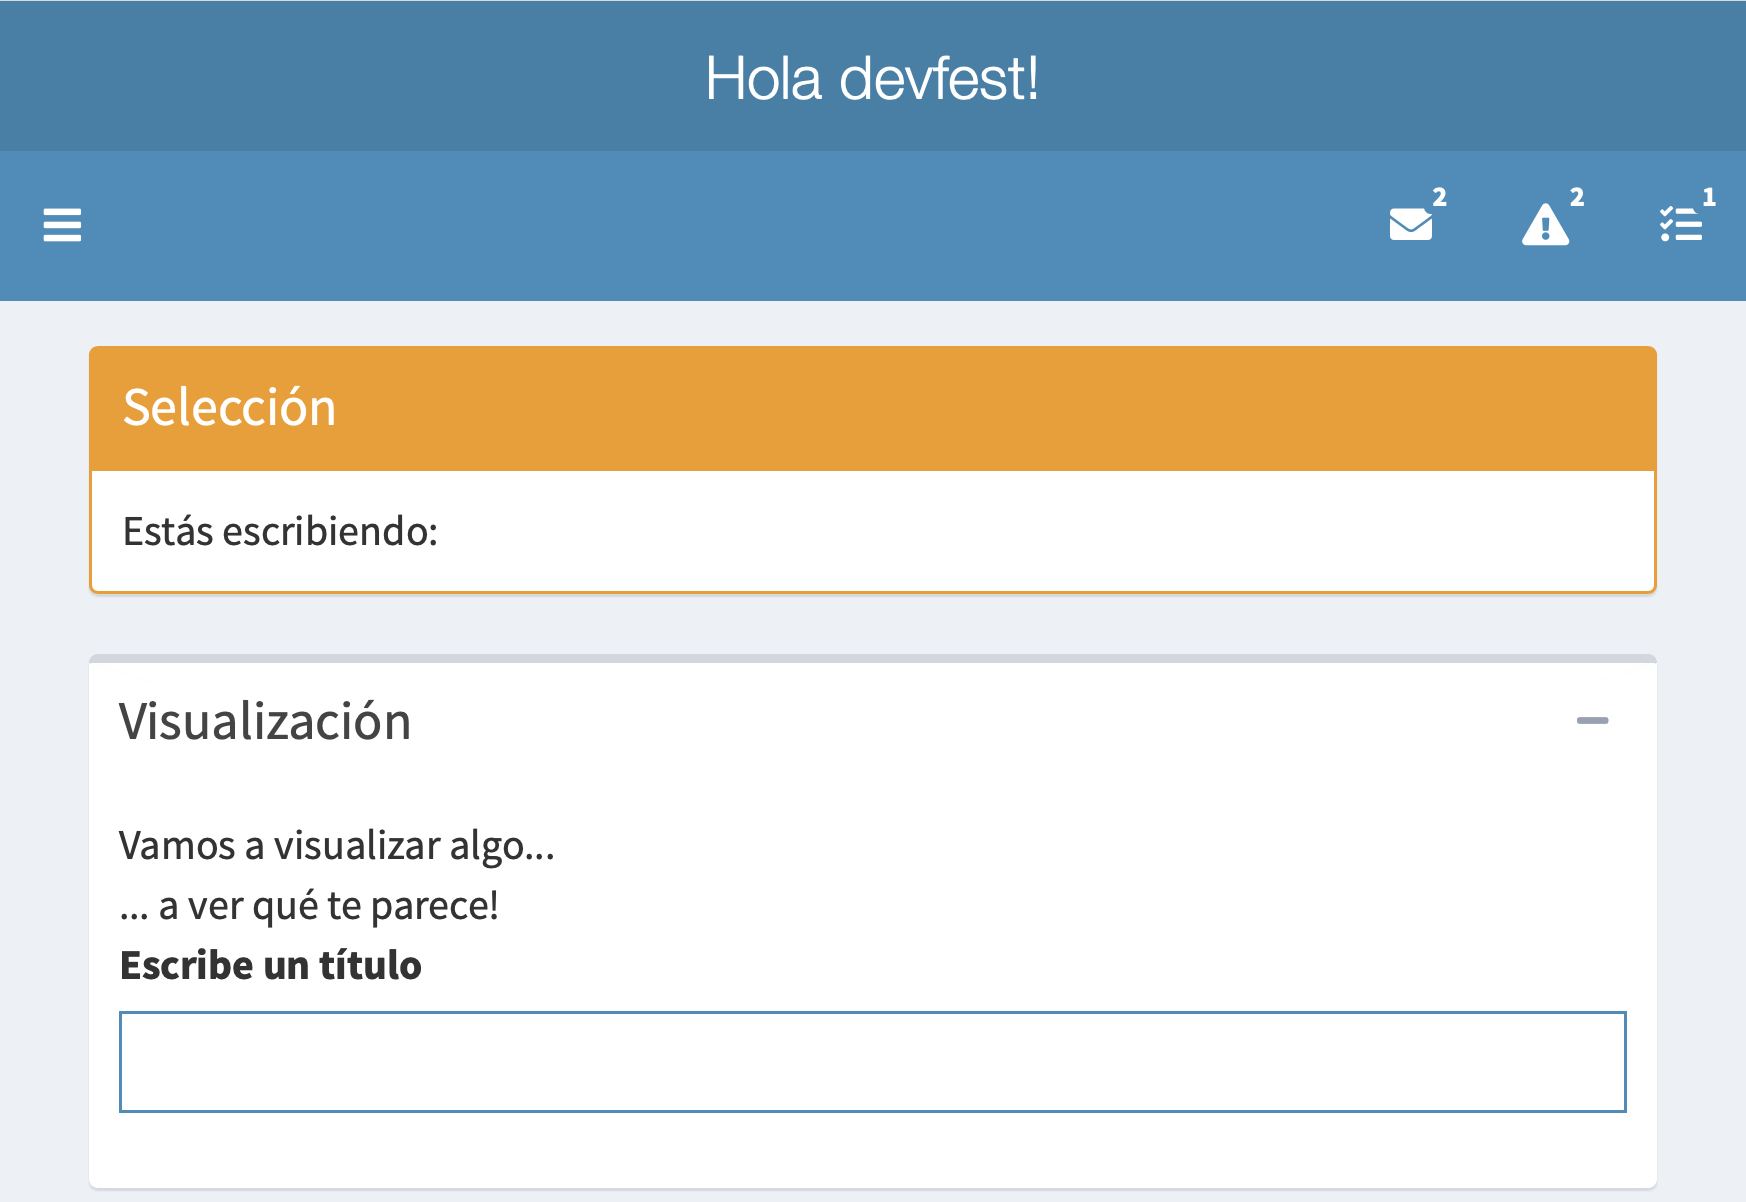 Hola devfest!
2
2
1
Selección
Estás escribiendo:
Visualización
Vamos a visualizar algo...
... a ver qué te parece!
Escribe un título